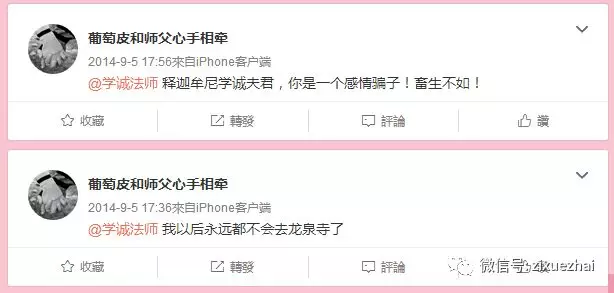 葡萄皮和师父心手相牵
2014-9-5 17:56來自iPhone客户端
@学诚法师 释迦牟尼学诚夫君，你是一个感情骗子！畜生不如！
收藏 轉發 評論 讚
葡萄皮和师父心手相牵
2014-9-5 17:36來自iPhone客户端
@学诚法师 我以后永远都不会去龙泉寺了
收藏 轉發 評論
微信号: zixuezhai